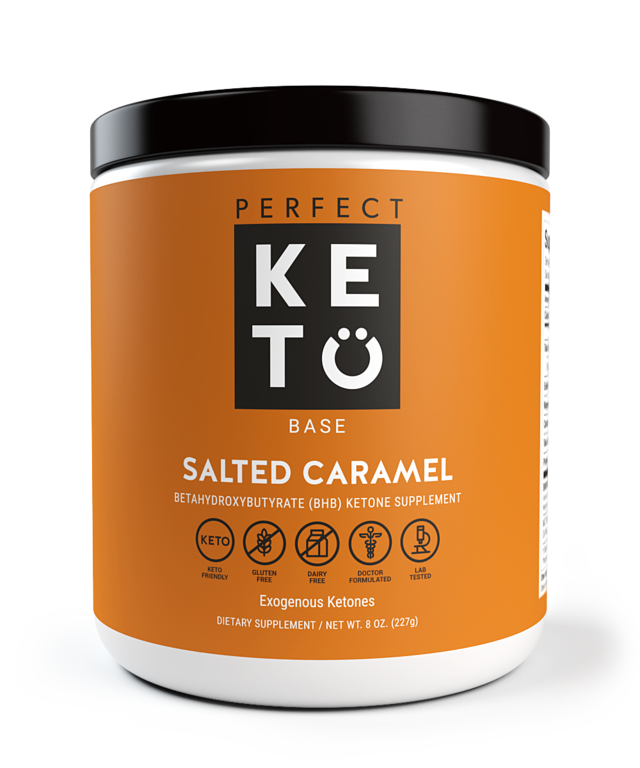 PERFECT
KE
TÖ
BASE
SALTED CARAMEL
BETAHYDROXYBUTYRATE (BHB) KETONE SUPPLEMENT
KETO
KETO FRIENDLY
GLUTEN FREE
DAIRY FREE
DOCTOR FORMULATED
LAB TESTED
Exogenous Ketones
DIETARY SUPPLEMENT / NET WT. 8 OZ. (227g)